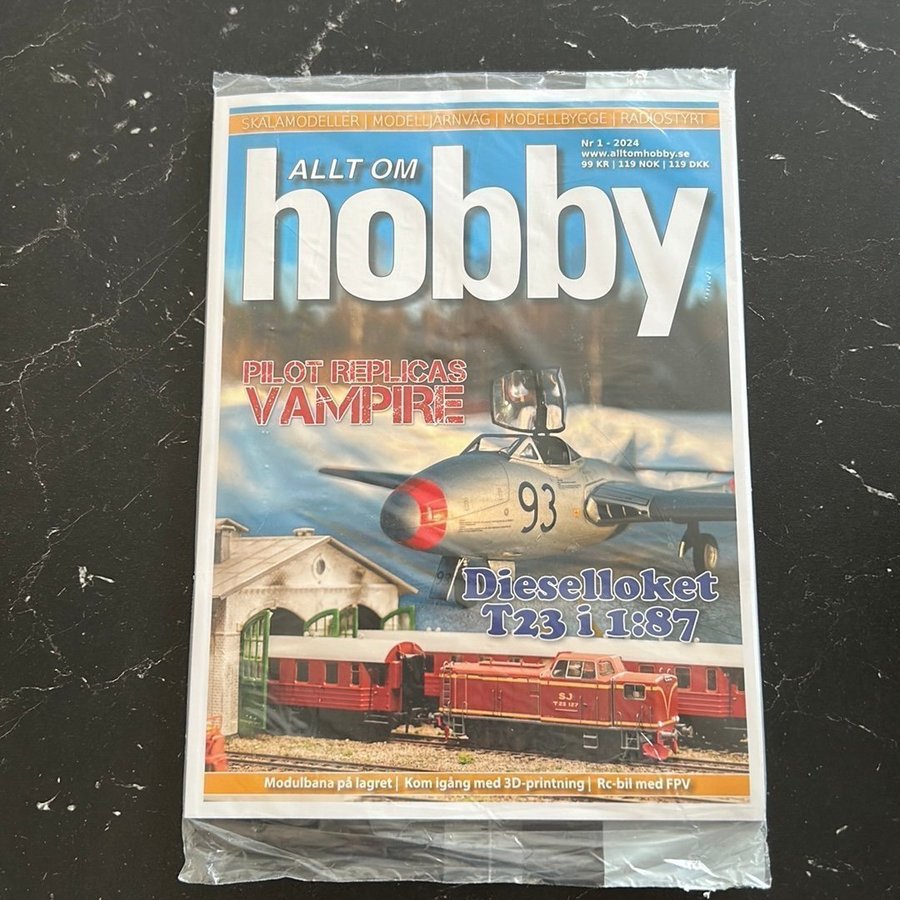 SKALAMODELLER | MODELLJÄRNVÄG | MODELLBYGGE | RADIOSTYRT
Nr 1 - 2024
www.alltomhobby.se
99 KR | 119 NOK | 119 DKK
ALLT OM
hobby
PILOT REPLICAS
VAMPIRE
93
Dieselloket
T23 i 1:87
SJ
T23 127
Modulbana på lagret | Kom igång med 3D-printning | Rc-bil med FPV